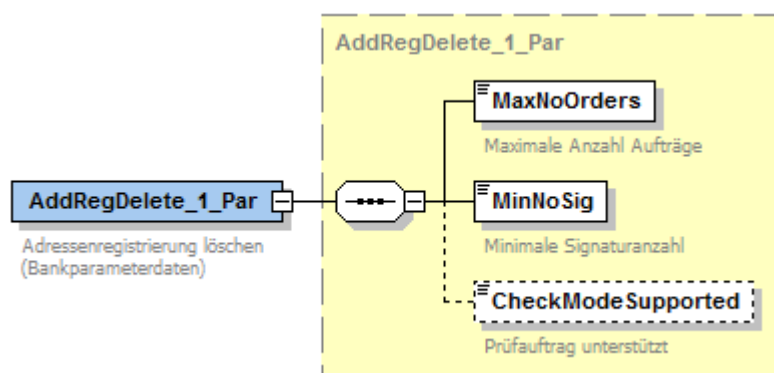 AddRegDelete_1_Par
MaxNoOrders
Maximale Anzahl Aufträge
AddRegDelete_1_Par
Adressenregistrierung löschen
(Bankparameterdaten)
MinNoSig
Minimale Signaturanzahl
CheckModeSupported
Prüfauftrag unterstützt